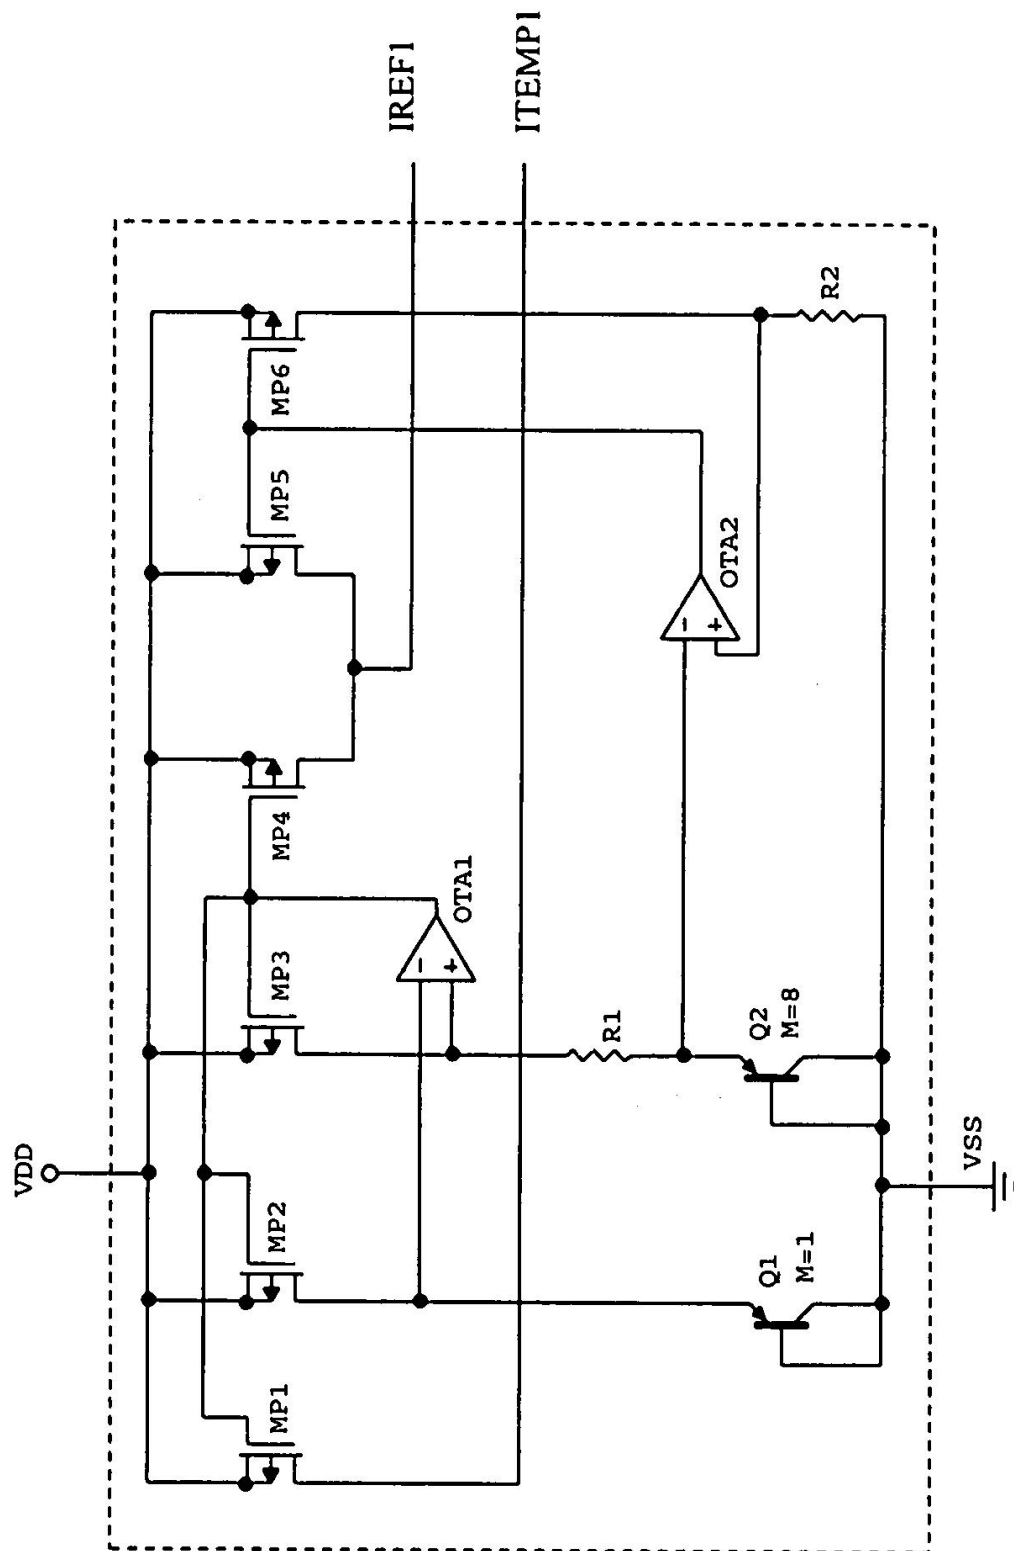 IREF1
ITEMP1
VDD
MP1
MP2
MP3
MP4
MP5
MP6
-
+
OTA1
-
+
OTA2
R1
R2
Q1
M=1
Q2
M=8
VSS